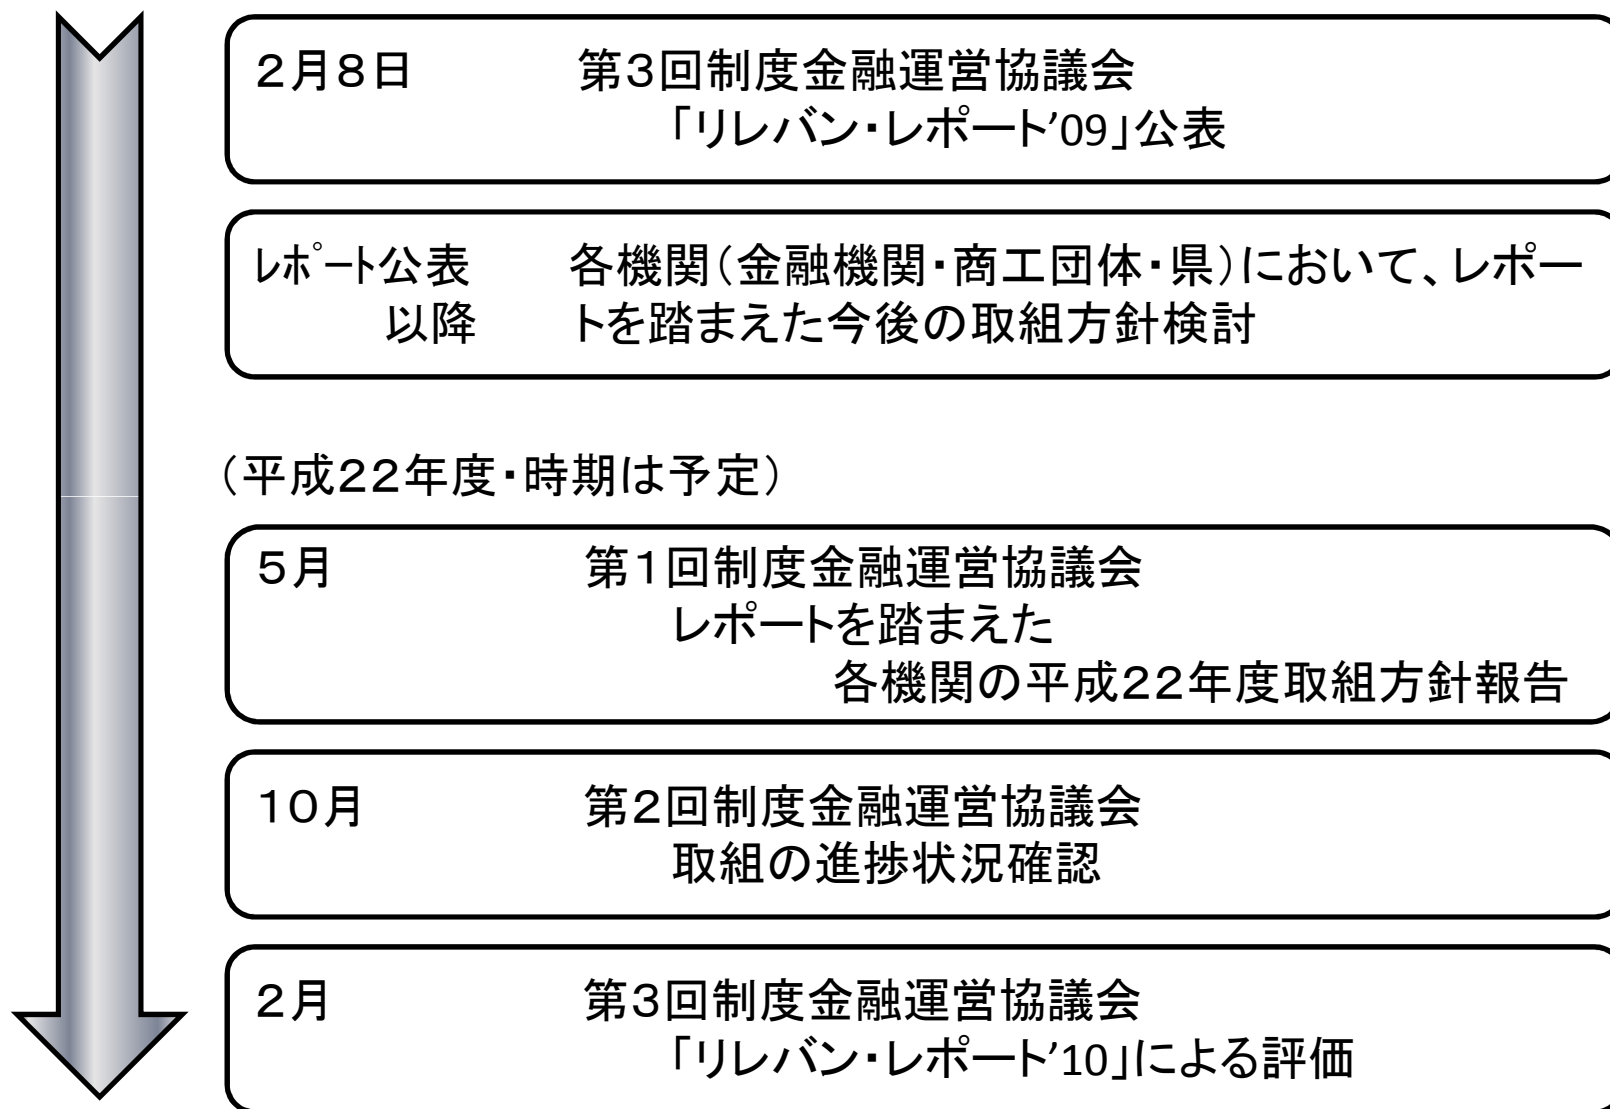 ２月８日　第３回制度金融運営協議会
「リレバン・レポート’09」公表
ﾚﾎﾟｰﾄ公表　各機関（金融機関・商工団体・県）において、レポー
以降　トを踏まえた今後の取組方針検討
（平成２２年度・時期は予定）
５月　第１回制度金融運営協議会
レポートを踏まえた
各機関の平成２２年度取組方針報告
１０月　第２回制度金融運営協議会
取組の進捗状況確認
２月　第３回制度金融運営協議会
「リレバン・レポート’10」による評価